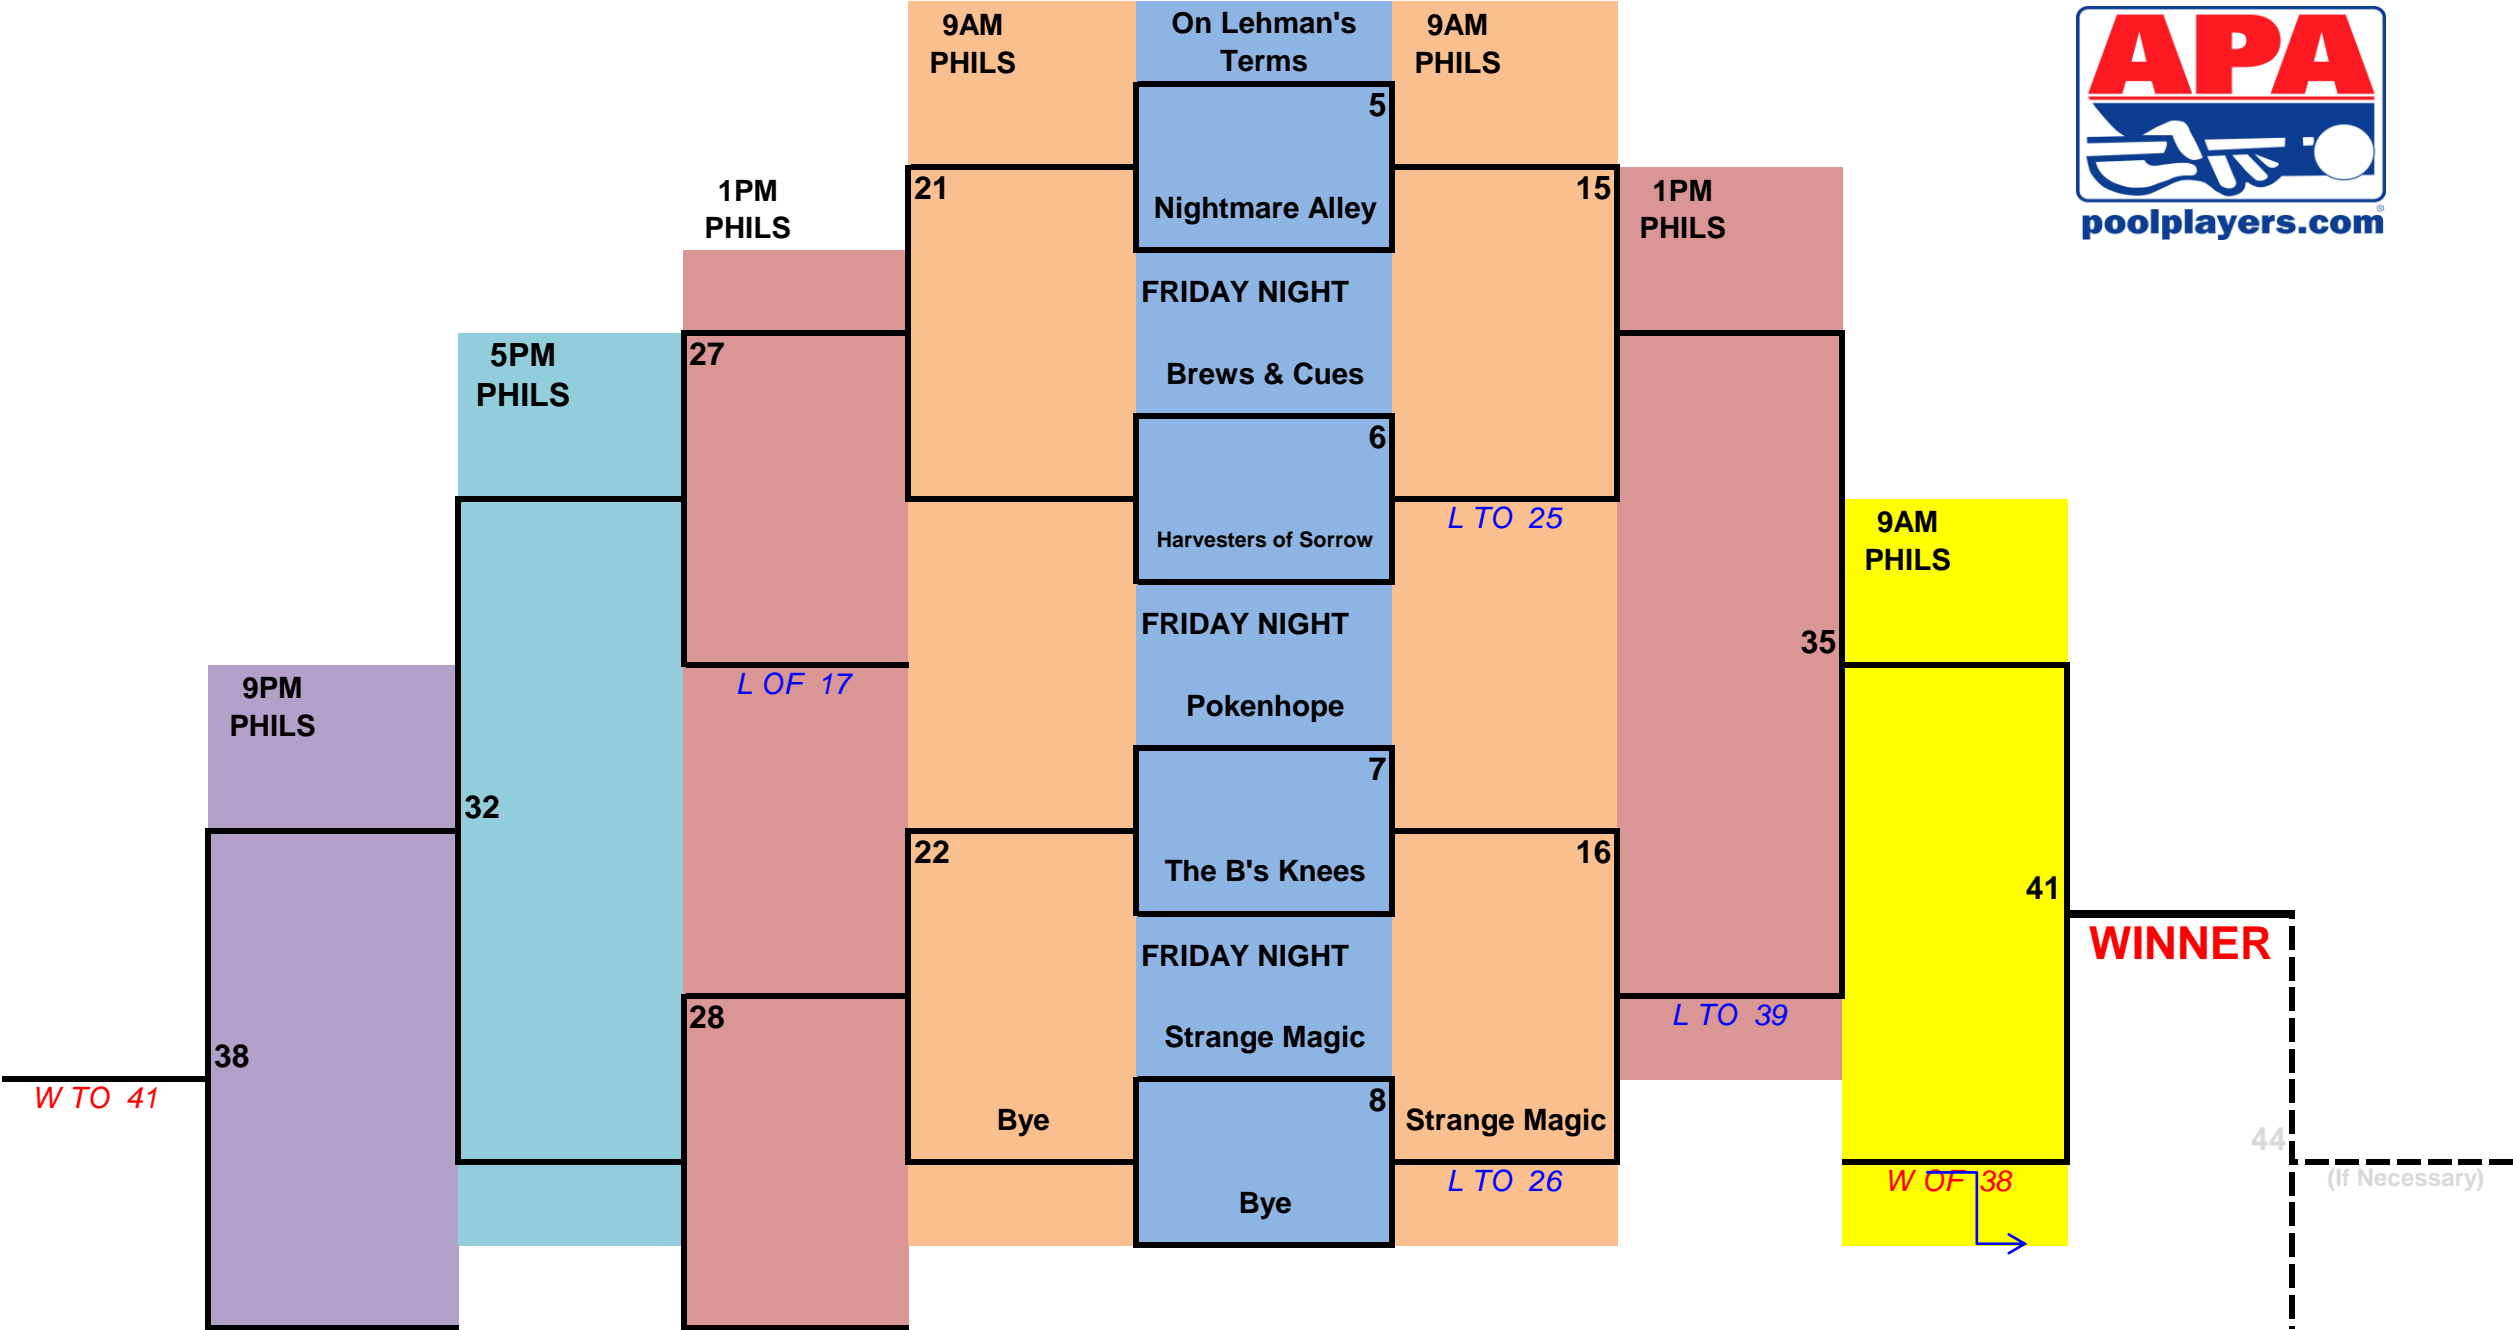 9AM
PHILS
On Lehman's
Terms
9AM
PHILS
APA
poolplayers.com®
5
1PM
PHILS
21
Nightmare Alley
15
1PM
PHILS
FRIDAY NIGHT
5PM
PHILS
27
Brews & Cues
6
L TO 25
9AM
PHILS
Harvesters of Sorrow
FRIDAY NIGHT
35
9PM
PHILS
L OF 17
Pokenhope
7
32
22
The B's Knees
16
41
WINNER
FRIDAY NIGHT
28
Strange Magic
L TO 39
38
W TO 41
8
Bye
Strange Magic
44
(If Necessary)
L TO 26
W OF 38
Bye